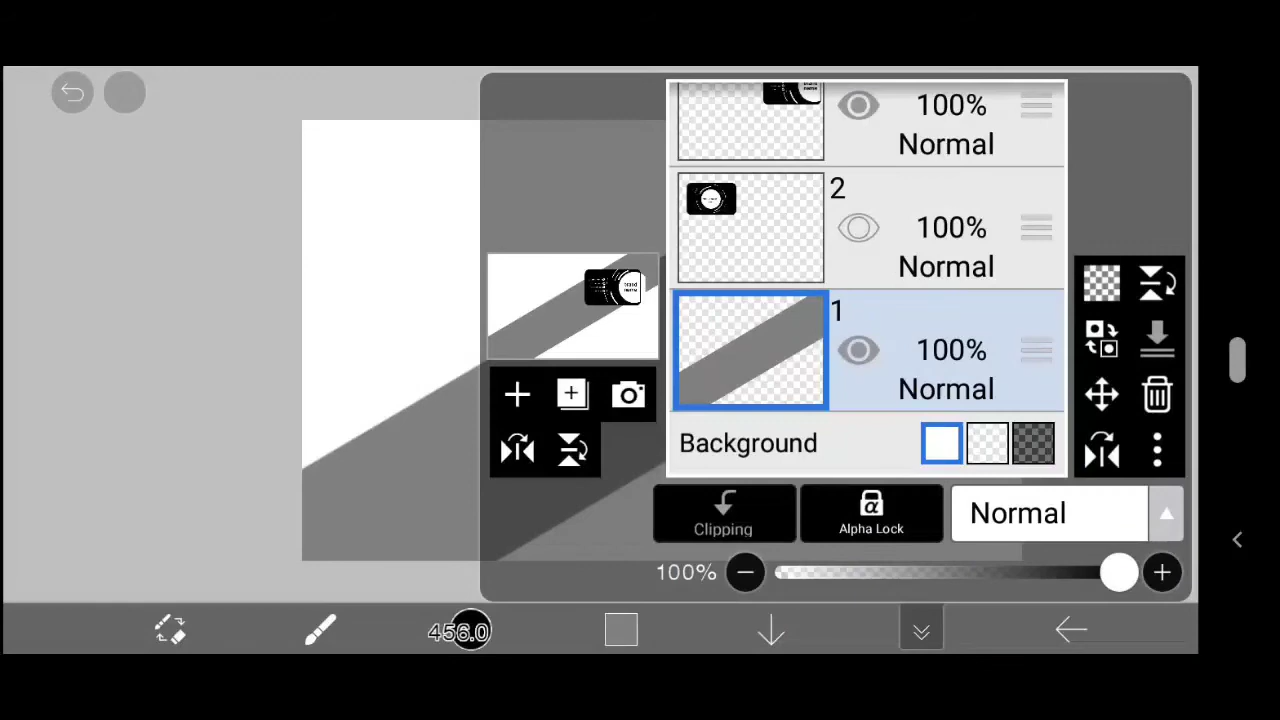 100%
Normal
2
100%
Normal
1
100%
Normal
Background
Clipping
α
Alpha Lock
Normal
100%
456.0